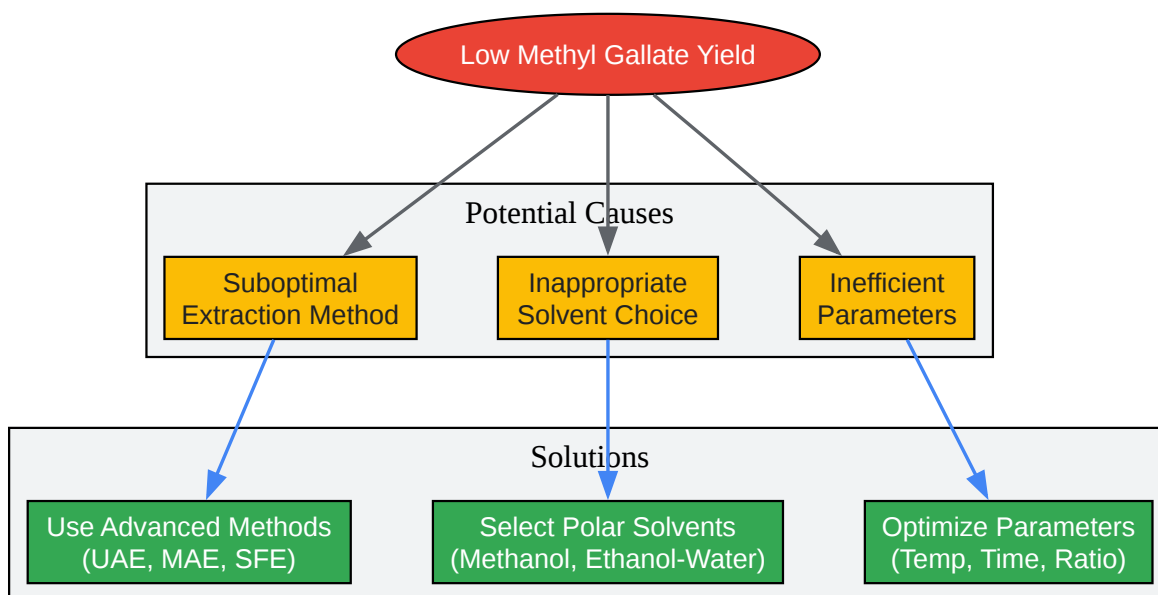 Low Methyl Gallate Yield
Potential Causes
Suboptimal
Extraction Method
Inappropriate
Solvent Choice
Inefficient
Parameters
Solutions
Use Advanced Methods
(UAE, MAE, SFE)
Select Polar Solvents
(Methanol, Ethanol-Water)
Optimize Parameters
(Temp, Time, Ratio)